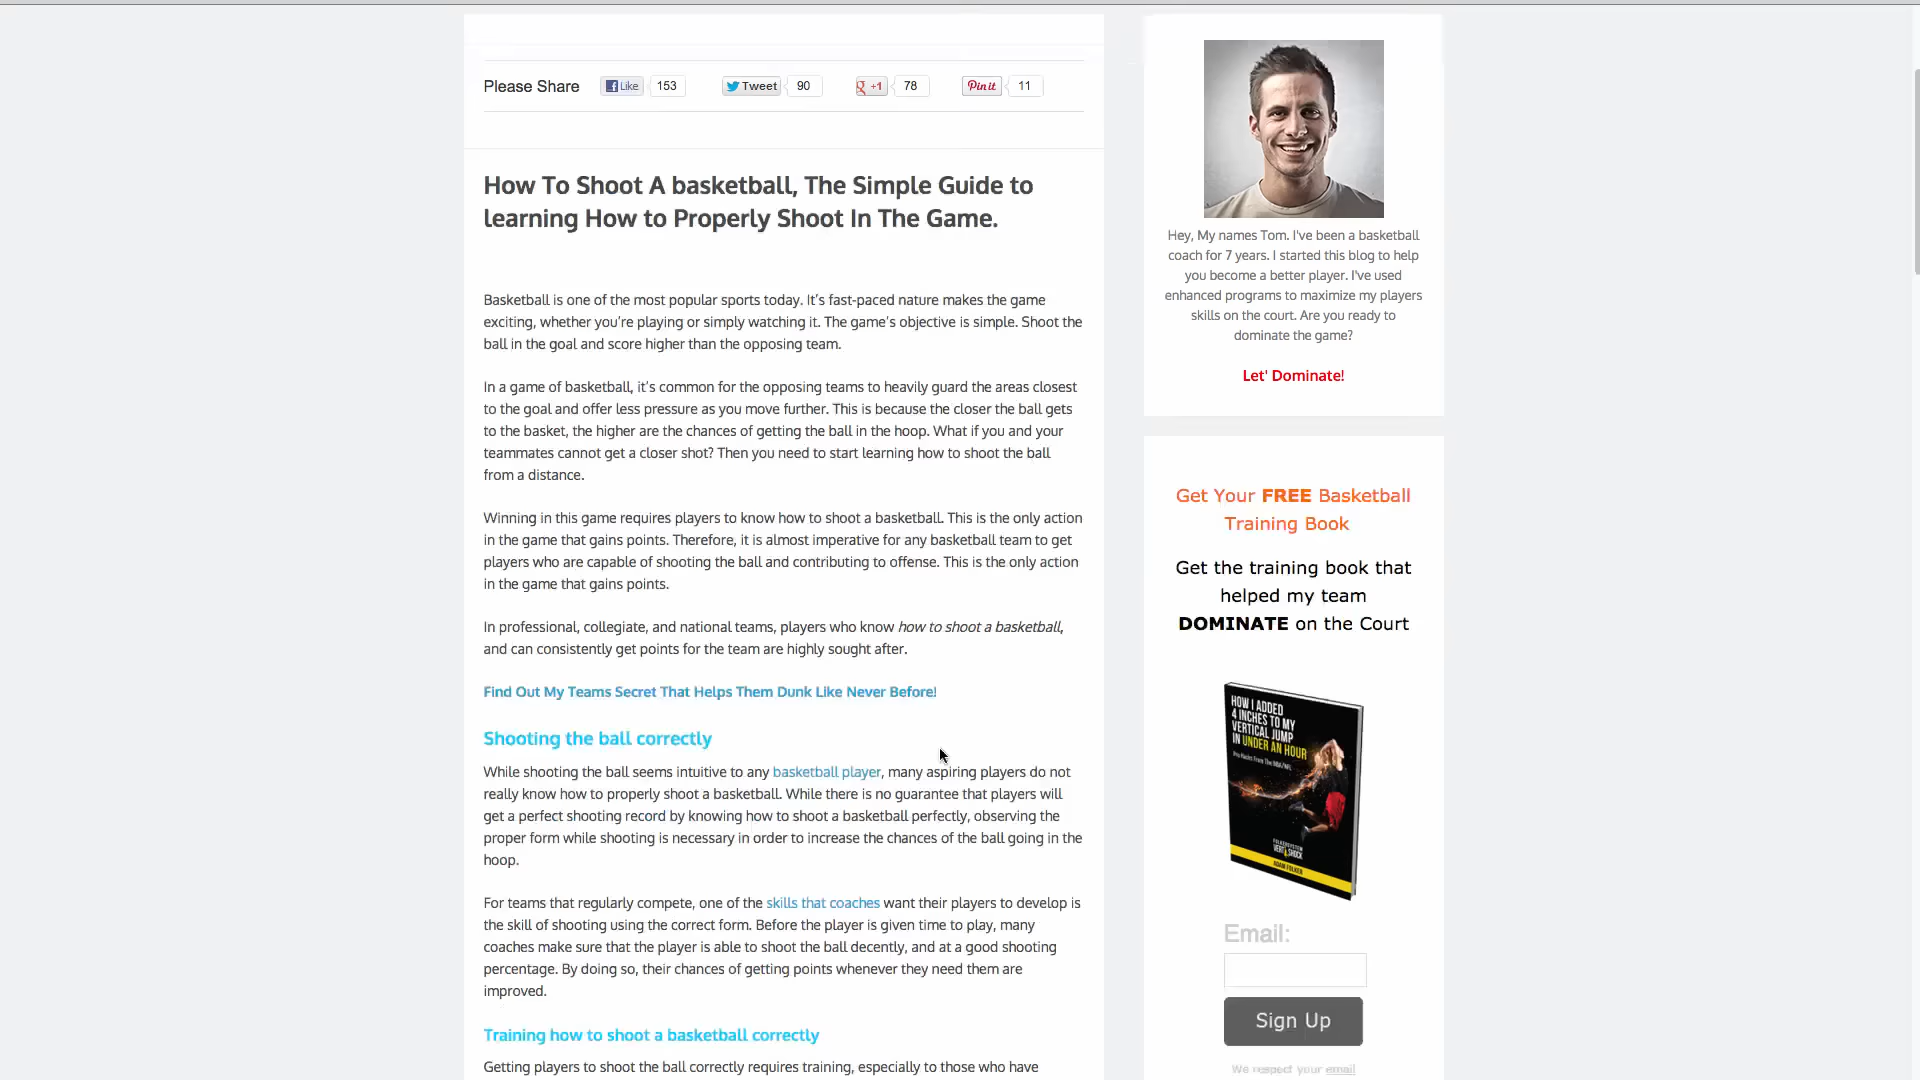 Please Share
Like 153
Tweet 90
+1 78
Pin it 11
How To Shoot A basketball, The Simple Guide to
learning How to Properly Shoot In The Game.
Basketball is one of the most popular sports today. It’s fast-paced nature makes the game
exciting, whether you’re playing or simply watching it. The game’s objective is simple. Shoot the
ball in the goal and score higher than the opposing team.
In a game of basketball, it’s common for the opposing teams to heavily guard the areas closest
to the goal and offer less pressure as you move further. This is because the closer the ball gets
to the basket, the higher are the chances of getting the ball in the hoop. What if you and your
teammates cannot get a closer shot? Then you need to start learning how to shoot the ball
from a distance.
Winning in this game requires players to know how to shoot a basketball. This is the only action
in the game that gains points. Therefore, it is almost imperative for any basketball team to get
players who are capable of shooting the ball and contributing to offense. This is the only action
in the game that gains points.
In professional, collegiate, and national teams, players who know how to shoot a basketball,
and can consistently get points for the team are highly sought after.
Find Out My Teams Secret That Helps Them Dunk Like Never Before!
Shooting the ball correctly
While shooting the ball seems intuitive to any basketball player, many aspiring players do not
really know how to properly shoot a basketball. While there is no guarantee that players will
get a perfect shooting record by knowing how to shoot a basketball perfectly, observing the
proper form while shooting is necessary in order to increase the chances of the ball going in the
hoop.
For teams that regularly compete, one of the skills that coaches want their players to develop is
the skill of shooting using the correct form. Before the player is given time to play, many
coaches make sure that the player is able to shoot the ball decently, and at a good shooting
percentage. By doing so, their chances of getting points whenever they need them are
improved.
Training how to shoot a basketball correctly
Getting players to shoot the ball correctly requires training, especially to those who have
Hey, My names Tom. I've been a basketball
coach for 7 years. I started this blog to help
you become a better player. I've used
enhanced programs to maximize my players
skills on the court. Are you ready to
dominate the game?
Let' Dominate!
Get Your FREE Basketball
Training Book
Get the training book that
helped my team
DOMINATE on the Court
HOW I ADDED
4 INCHES TO MY
VERTICAL JUMP
IN UNDER AN HOUR
VERT SHOCK
ADAM FOLKER
Email:
Sign Up
We respect your email